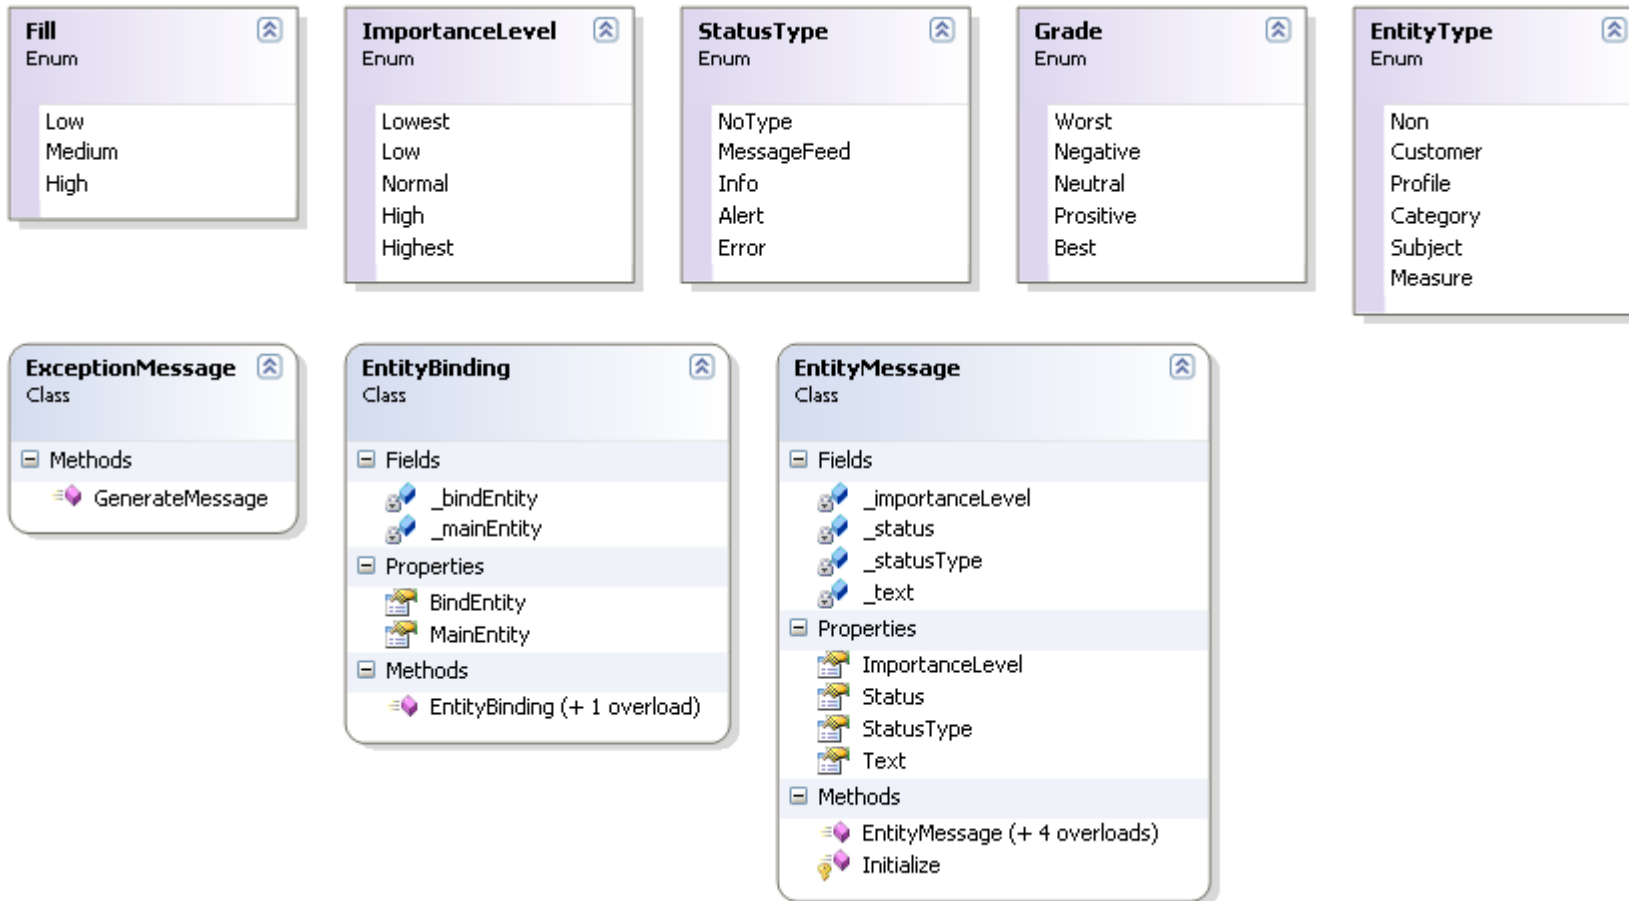 Fill
Enum
Low
Medium
High
ImportanceLevel
Enum
Lowest
Low
Normal
High
Highest
StatusType
Enum
NoType
MessageFeed
Info
Alert
Error
Grade
Enum
Worst
Negative
Neutral
Prositive
Best
EntityType
Enum
Non
Customer
Profile
Category
Subject
Measure
ExceptionMessage
Class
Methods
GenerateMessage
EntityBinding
Class
Fields
_bindEntity
_mainEntity
Properties
BindEntity
MainEntity
Methods
EntityBinding (+ 1 overload)
EntityMessage
Class
Fields
_importanceLevel
_status
_statusType
_text
Properties
ImportanceLevel
Status
StatusType
Text
Methods
EntityMessage (+ 4 overloads)
Initialize